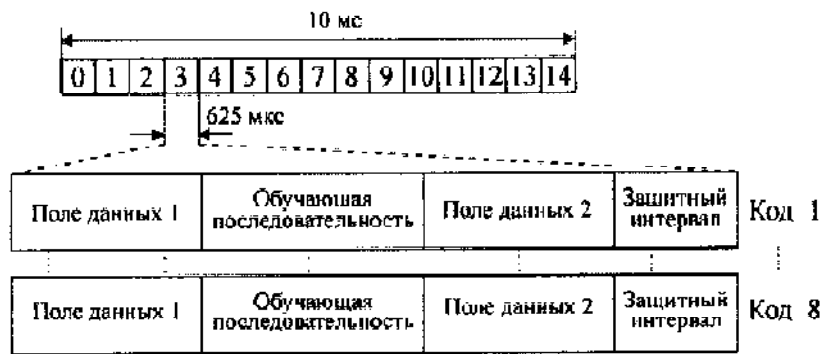 10 мс
0 1 2 3 4 5 6 7 8 9 10 11 12 13 14
625 мкс
Поле данных 1
Обучающая
последовательность
Поле данных 2
Защитный
интервал
Код 1
Поле данных 1
Обучающая
последовательность
Поле данных 2
Защитный
интервал
Код 8